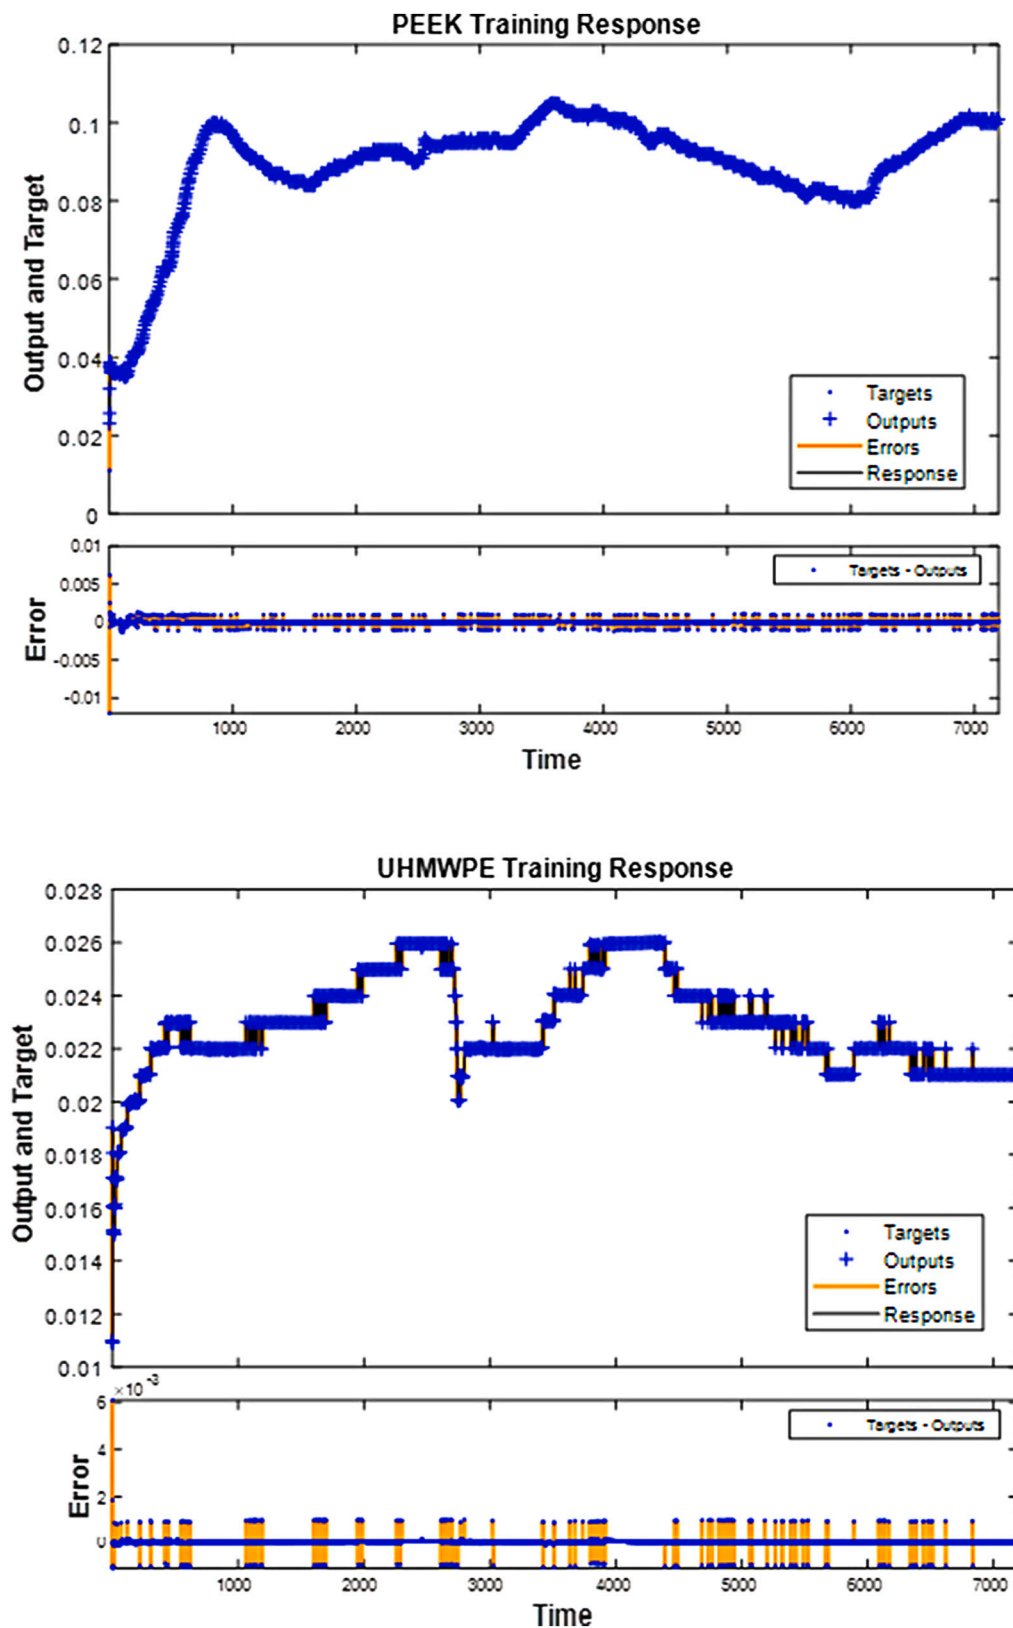 PEEK Training Response
0.12
0.1
0.08
0.06
0.04
0.02
0
Output and Target
Targets
Outputs
Errors
Response
0.01
0.005
0
-0.005
-0.01
Error
Targets - Outputs
1000 2000 3000 4000 5000 6000 7000
Time
UHMWPE Training Response
0.028
0.026
0.024
0.022
0.02
0.018
0.016
0.014
0.012
0.01
Output and Target
Targets
Outputs
Errors
Response
×10⁻³
6
4
2
0
Error
Targets - Outputs
1000 2000 3000 4000 5000 6000 7000
Time